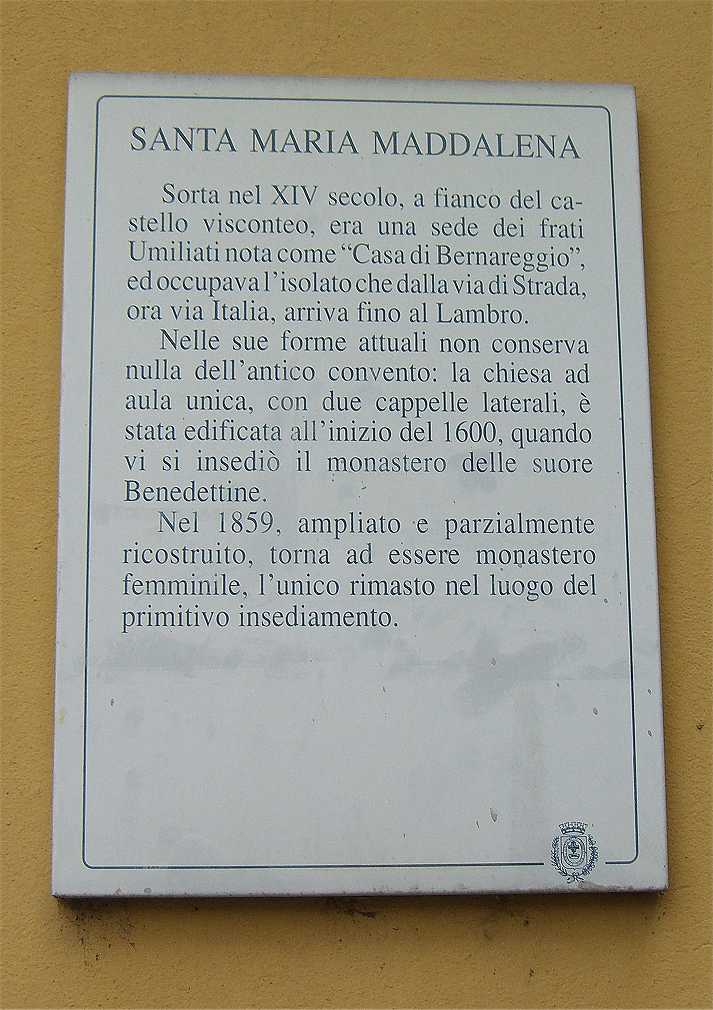 SANTA MARIA MADDALENA
Sorta nel XIV secolo, a fianco del ca-
stello visconteo, era una sede dei frati
Umiliati nota come “Casa di Bernareggio”,
ed occupava l’isolato che dalla via di Strada,
ora via Italia, arriva fino al Lambro.
Nelle sue forme attuali non conserva
nulla dell’antico convento: la chiesa ad
aula unica, con due cappelle laterali, è
stata edificata all’inizio del 1600, quando
vi si insediò il monastero delle suore
Benedettine.
Nel 1859, ampliato e parzialmente
ricostruito, torna ad essere monastero
femminile, l’unico rimasto nel luogo del
primitivo insediamento.